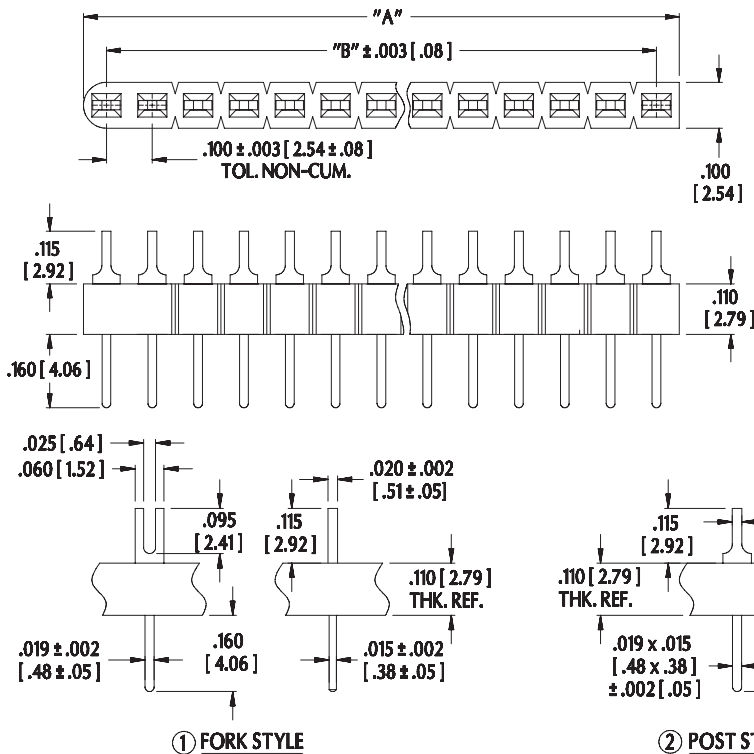 "A"
"B" ± .003 [ .08 ]
.100 ± .003 [ 2.54 ± .08 ]
TOL. NON-CUM.
.100
[ 2.54 ]
.115
[ 2.92 ]
.110
[ 2.79 ]
.160 [ 4.06 ]
.025 [ .64 ]
.060 [ 1.52 ]
.095
[ 2.41 ]
.019 ± .002
[ .48 ± .05 ]
.160
[ 4.06 ]
.020 ± .002
[ .51 ± .05 ]
.115
[ 2.92 ]
.110 [ 2.79 ]
THK. REF.
.015 ± .002
[ .38 ± .05 ]
.115
[ 2.92 ]
.110 [ 2.79 ]
THK. REF.
.019 x .015
[ .48 x .38 ]
± .002 [ .05 ]
1 FORK STYLE
2 POST ST